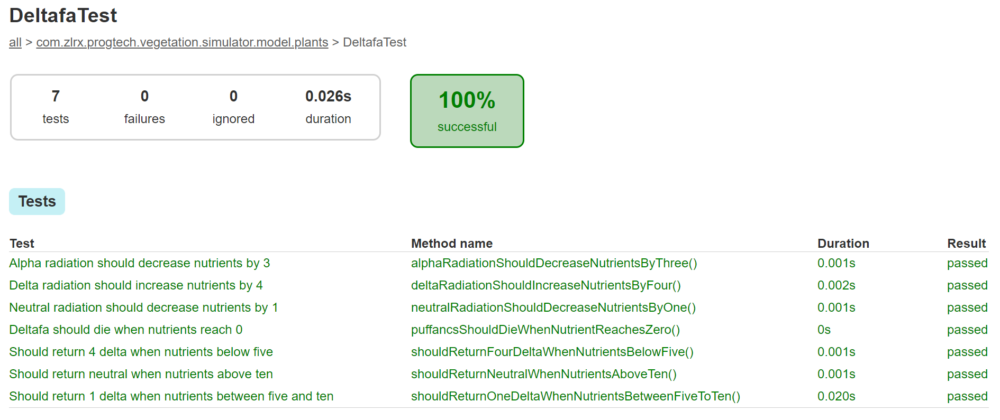 DeltafaTest
all > com.zlrx.progtech.vegetation.simulator.model.plants > DeltafaTest
7 0 0 0.026s
tests failures ignored duration
100%
successful
Tests
Test Method name Duration Result
Alpha radiation should decrease nutrients by 3 alphaRadiationShouldDecreaseNutrientsByThree() 0.001s passed
Delta radiation should increase nutrients by 4 deltaRadiationShouldIncreaseNutrientsByFour() 0.002s passed
Neutral radiation should decrease nutrients by 1 neutralRadiationShouldDecreaseNutrientsByOne() 0.001s passed
Deltafa should die when nutrients reach 0 puffancsShouldDieWhenNutrientReachesZero() 0s passed
Should return 4 delta when nutrients below five shouldReturnFourDeltaWhenNutrientsBelowFive() 0.001s passed
Should return neutral when nutrients above ten shouldReturnNeutralWhenNutrientsAboveTen() 0.001s passed
Should return 1 delta when nutrients between five and ten shouldReturnOneDeltaWhenNutrientsBetweenFiveToTen() 0.020s passed